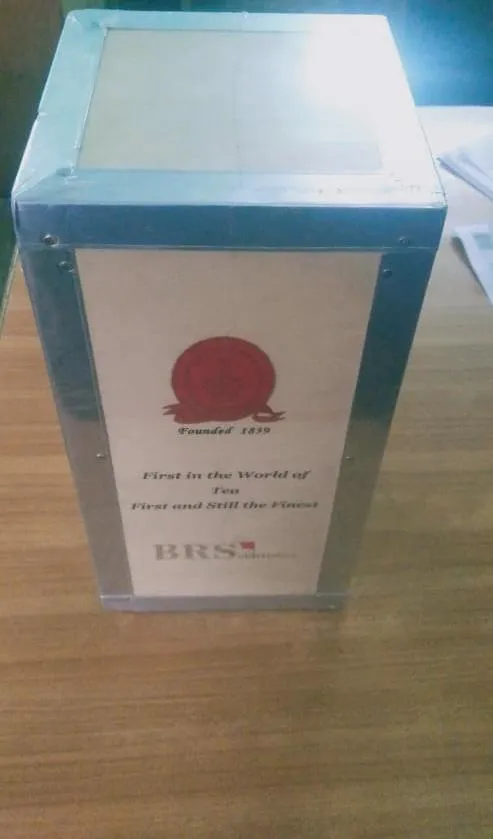 Founded 1839
First in the World of
Tea
First and Still the Finest
BRS